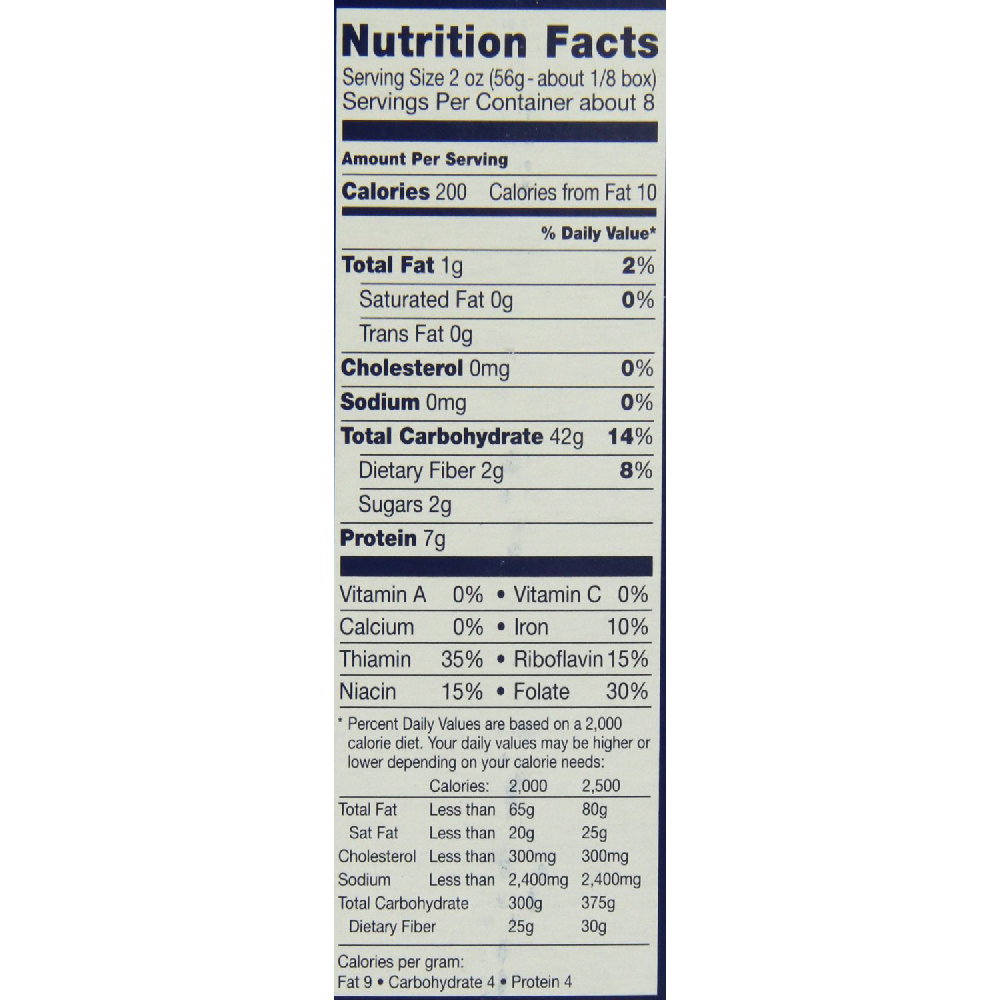 Nutrition Facts
Serving Size 2 oz (56g - about 1/8 box)
Servings Per Container about 8
Amount Per Serving
Calories 200 Calories from Fat 10
% Daily Value*
Total Fat 1g 2%
Saturated Fat 0g 0%
Trans Fat 0g
Cholesterol 0mg 0%
Sodium 0mg 0%
Total Carbohydrate 42g 14%
Dietary Fiber 2g 8%
Sugars 2g
Protein 7g
Vitamin A 0% • Vitamin C 0%
Calcium 0% • Iron 10%
Thiamin 35% • Riboflavin 15%
Niacin 15% • Folate 30%
* Percent Daily Values are based on a 2,000
calorie diet. Your daily values may be higher or
lower depending on your calorie needs:
Calories: 2,000 2,500
Total Fat Less than 65g 80g
Sat Fat Less than 20g 25g
Cholesterol Less than 300mg 300mg
Sodium Less than 2,400mg 2,400mg
Total Carbohydrate 300g 375g
Dietary Fiber 25g 30g
Calories per gram:
Fat 9 • Carbohydrate 4 • Protein 4